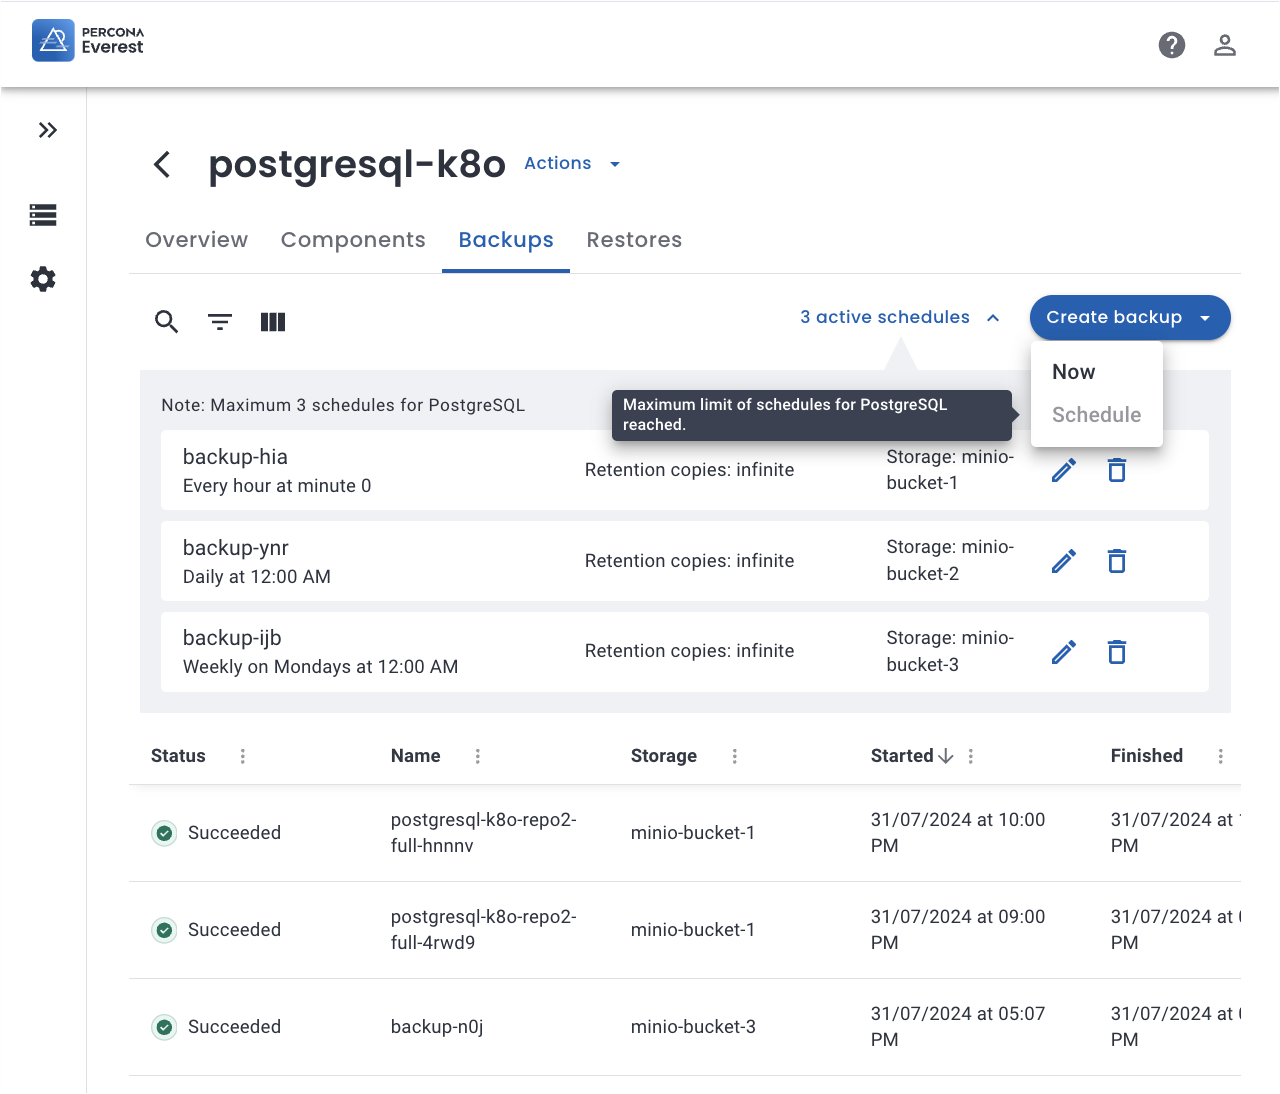 PERCONA
Everest
postgresql-k8o
Actions
Overview
Components
Backups
Restores
3 active schedules
Create backup
Now
Schedule
Note: Maximum 3 schedules for PostgreSQL
Maximum limit of schedules for PostgreSQL
reached.
backup-hia
Every hour at minute 0
Retention copies: infinite
Storage: minio-
bucket-1
backup-ynr
Daily at 12:00 AM
Retention copies: infinite
Storage: minio-
bucket-2
backup-ijb
Weekly on Mondays at 12:00 AM
Retention copies: infinite
Storage: minio-
bucket-3
Status
Name
Storage
Started
Finished
Succeeded
postgresql-k8o-repo2-
full-hnnnv
minio-bucket-1
31/07/2024 at 10:00
PM
31/07/2024 at
PM
Succeeded
postgresql-k8o-repo2-
full-4rwd9
minio-bucket-1
31/07/2024 at 09:00
PM
31/07/2024 at
PM
Succeeded
backup-n0j
minio-bucket-3
31/07/2024 at 05:07
PM
31/07/2024 at
PM